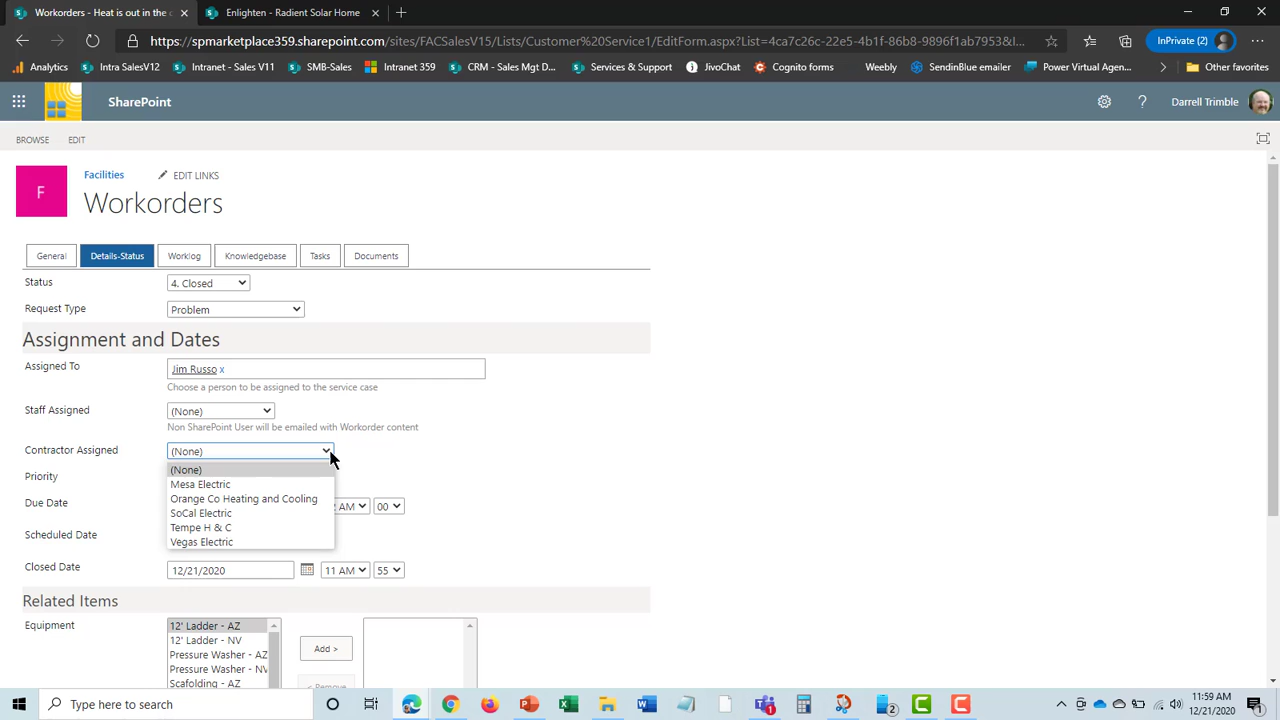 Workorders - Heat is out in the c
Enlighten - Radient Solar Home
https://spmarketplace359.sharepoint.com/sites/FACSalesV15/Lists/Customer%20Service1/EditForm.aspx?List=4ca7c26c-22e5-4b1f-86b8-9896f1ab7953&I...
InPrivate (2)
Analytics
Intra SalesV12
Intranet - Sales V11
SMB-Sales
Intranet 359
CRM - Sales Mgt D...
Services & Support
JivoChat
Cognito forms
Weebly
SendinBlue emailer
Power Virtual Agen...
Other favorites
SharePoint
Darrell Trimble
BROWSE
EDIT
F
Facilities
EDIT LINKS
Workorders
General
Details-Status
Worklog
Knowledgebase
Tasks
Documents
Status
4. Closed
Request Type
Problem
Assignment and Dates
Assigned To
Jim Russo x
Choose a person to be assigned to the service case
Staff Assigned
(None)
Non SharePoint User will be emailed with Workorder content
Contractor Assigned
(None)
(None)
Mesa Electric
Orange Co Heating and Cooling
SoCal Electric
Tempe H & C
Vegas Electric
Priority
Due Date
AM
00
Scheduled Date
Closed Date
12/21/2020
11 AM
55
Related Items
Equipment
12' Ladder - AZ
12' Ladder - NV
Pressure Washer - AZ
Pressure Washer - NV
Scafolding - AZ
Add >
< Remove
Type here to search
2
1
11:59 AM
12/21/2020